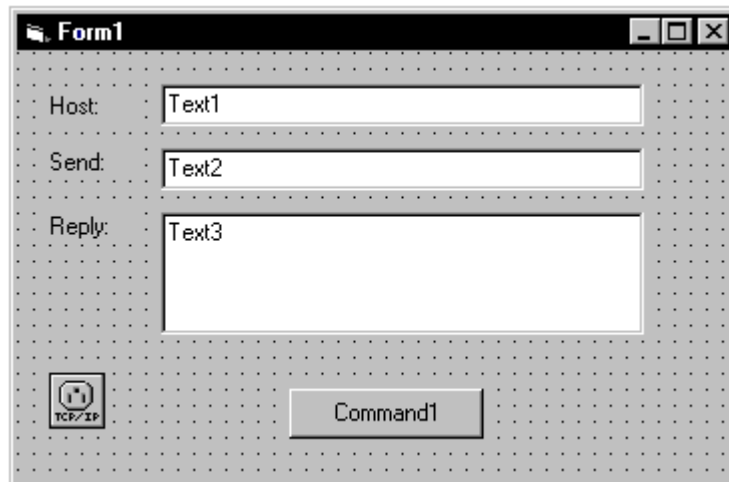 Form1
Host: Text1
Send: Text2
Reply: Text3
TCP/IP
Command1